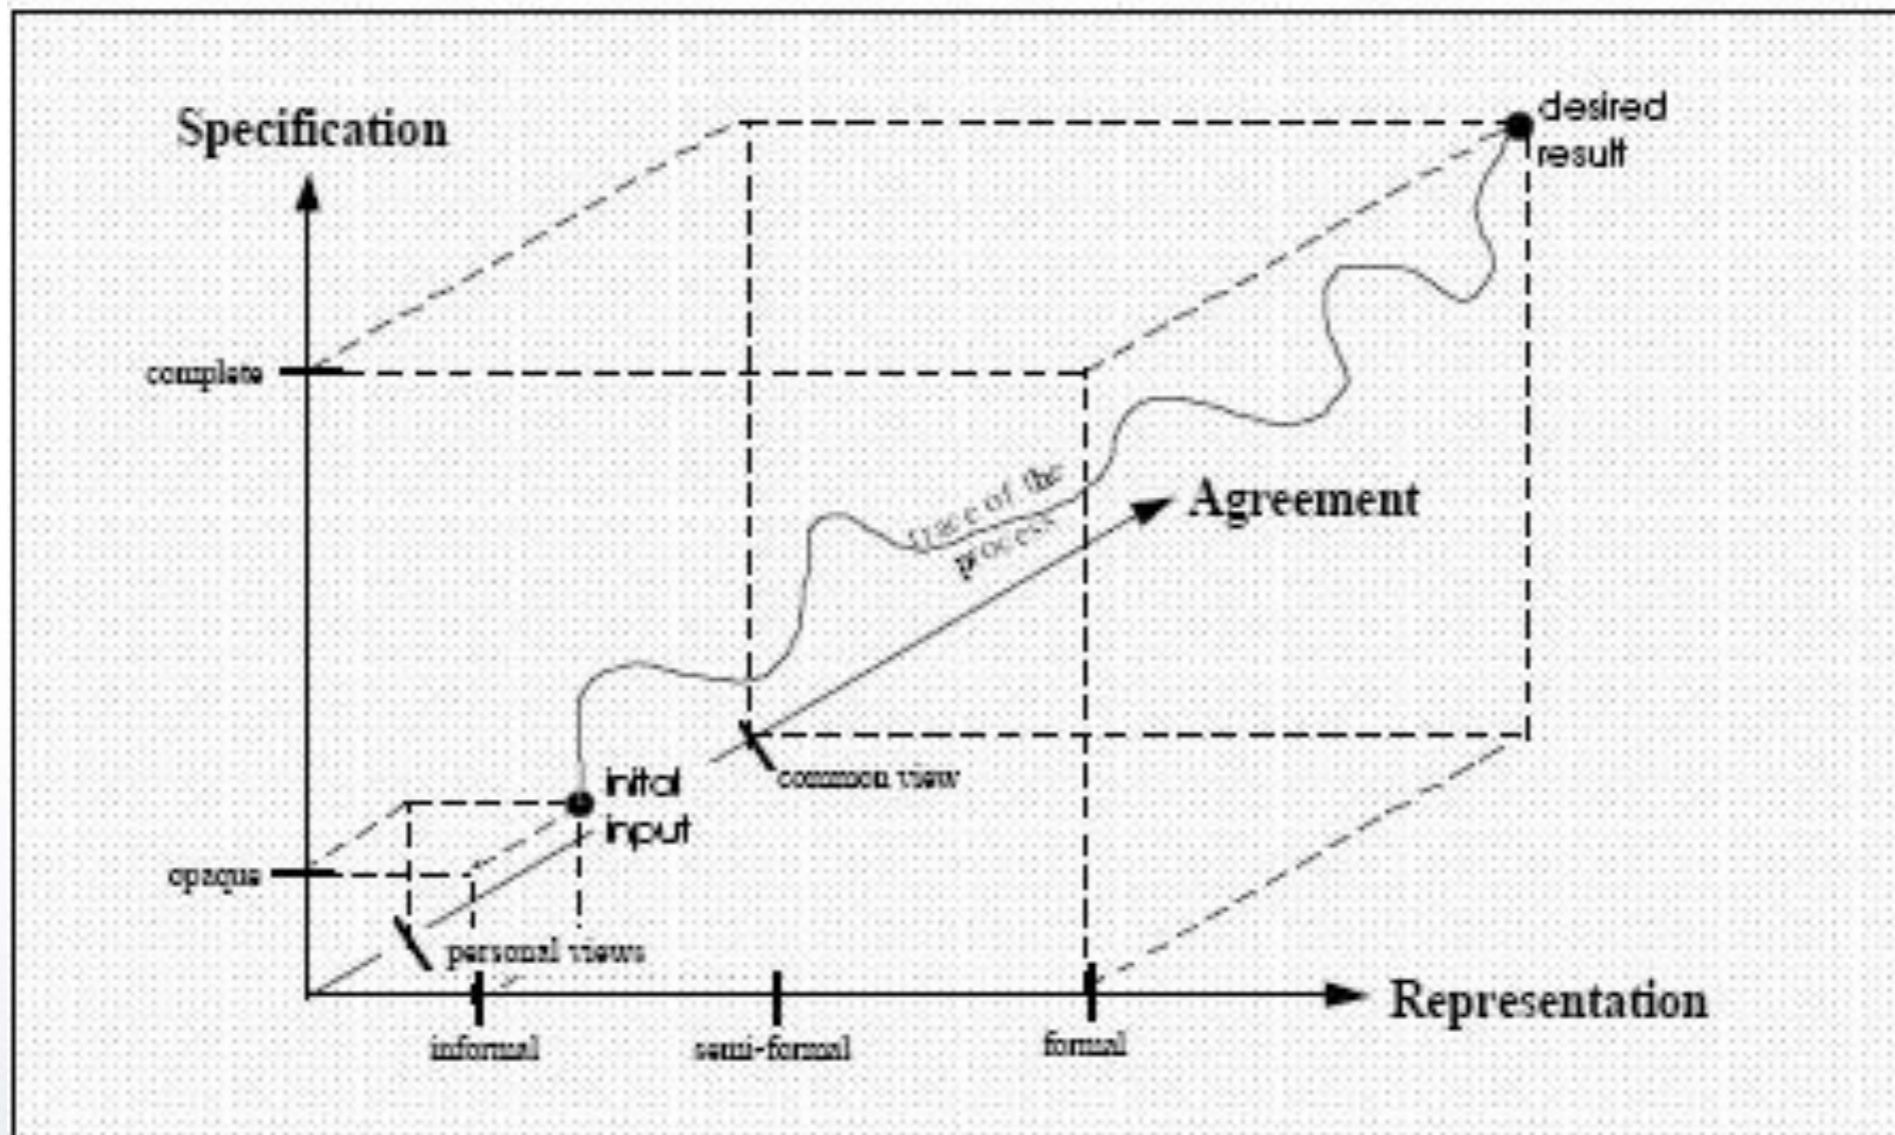 Specification
desired
result
complete
trace of the
process
Agreement
common view
inital
input
opaque
personal views
Representation
informal
semi-formal
formal